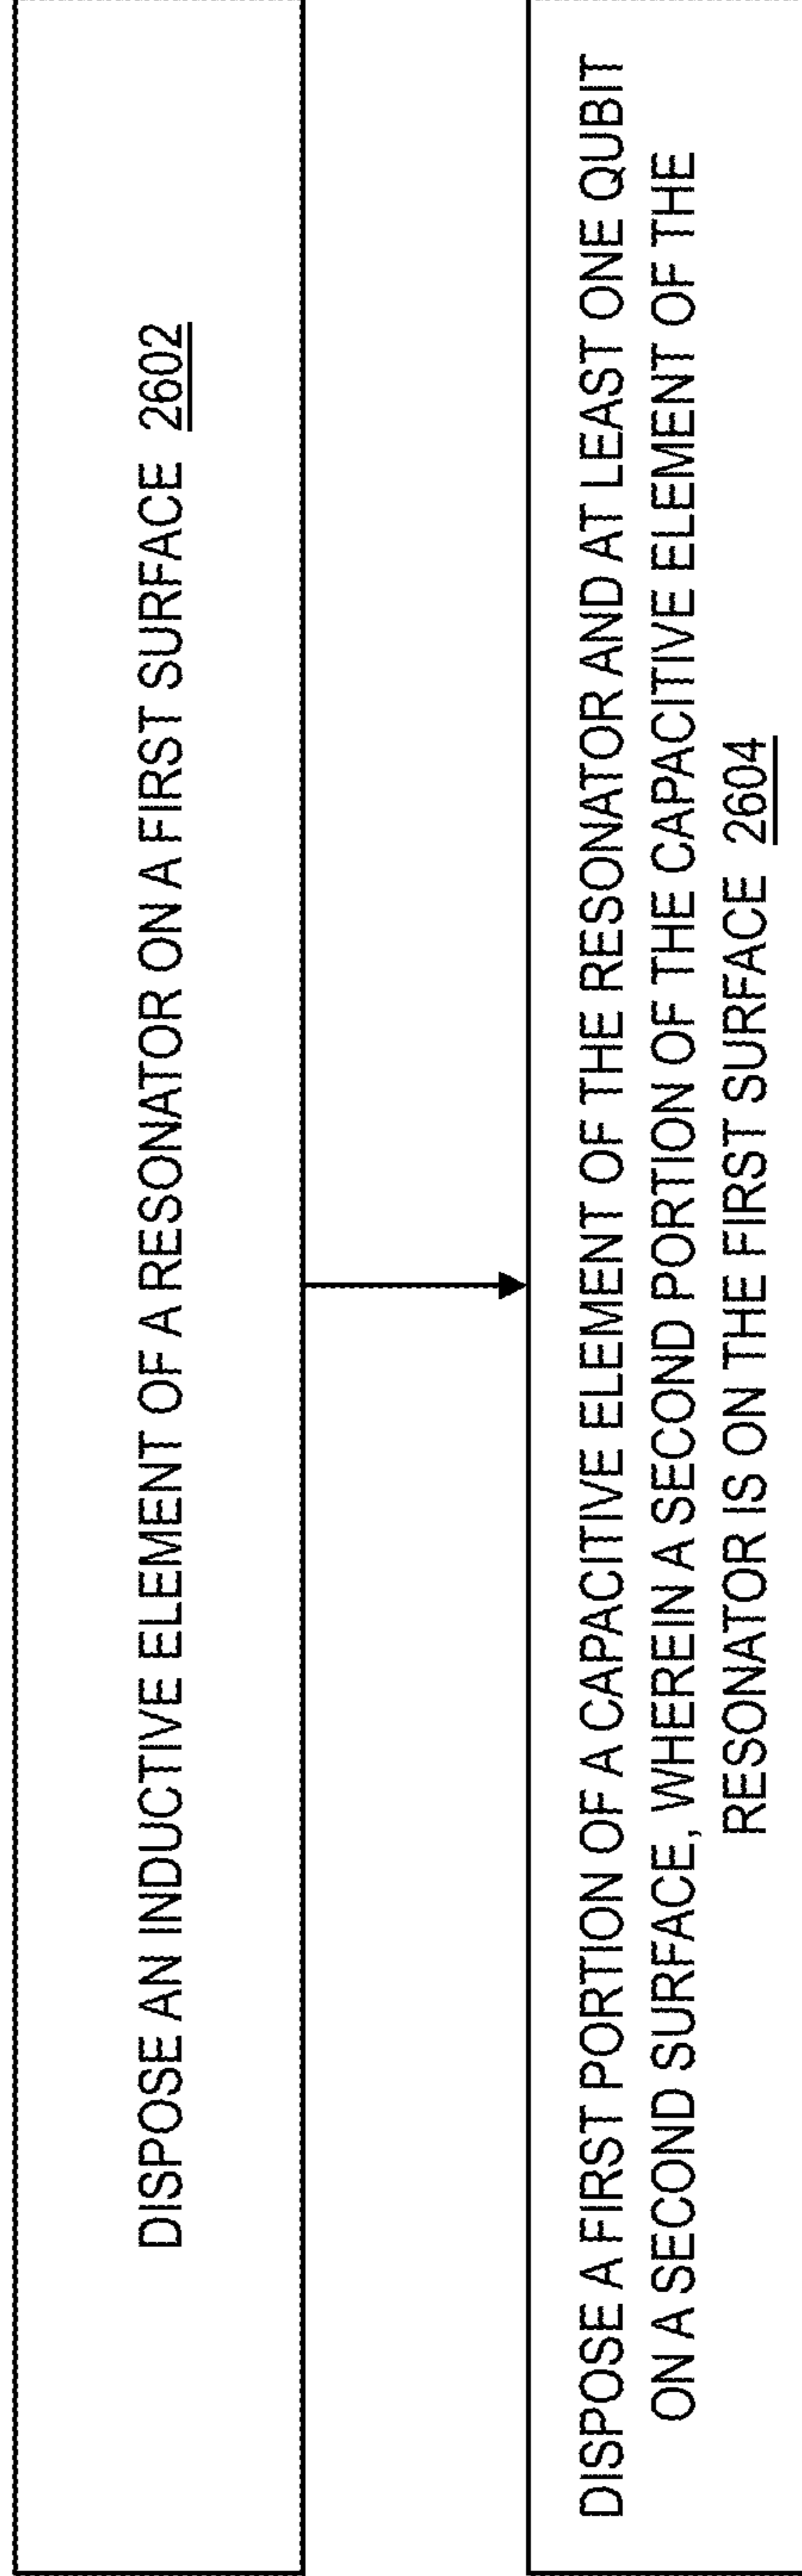 DISPOSE AN INDUCTIVE ELEMENT OF A RESONATOR ON A FIRST SURFACE 2602
DISPOSE A FIRST PORTION OF A CAPACITIVE ELEMENT OF THE RESONATOR AND AT LEAST ONE QUBIT
ON A SECOND SURFACE, WHEREIN A SECOND PORTION OF THE CAPACITIVE ELEMENT OF THE
RESONATOR IS ON THE FIRST SURFACE 2604